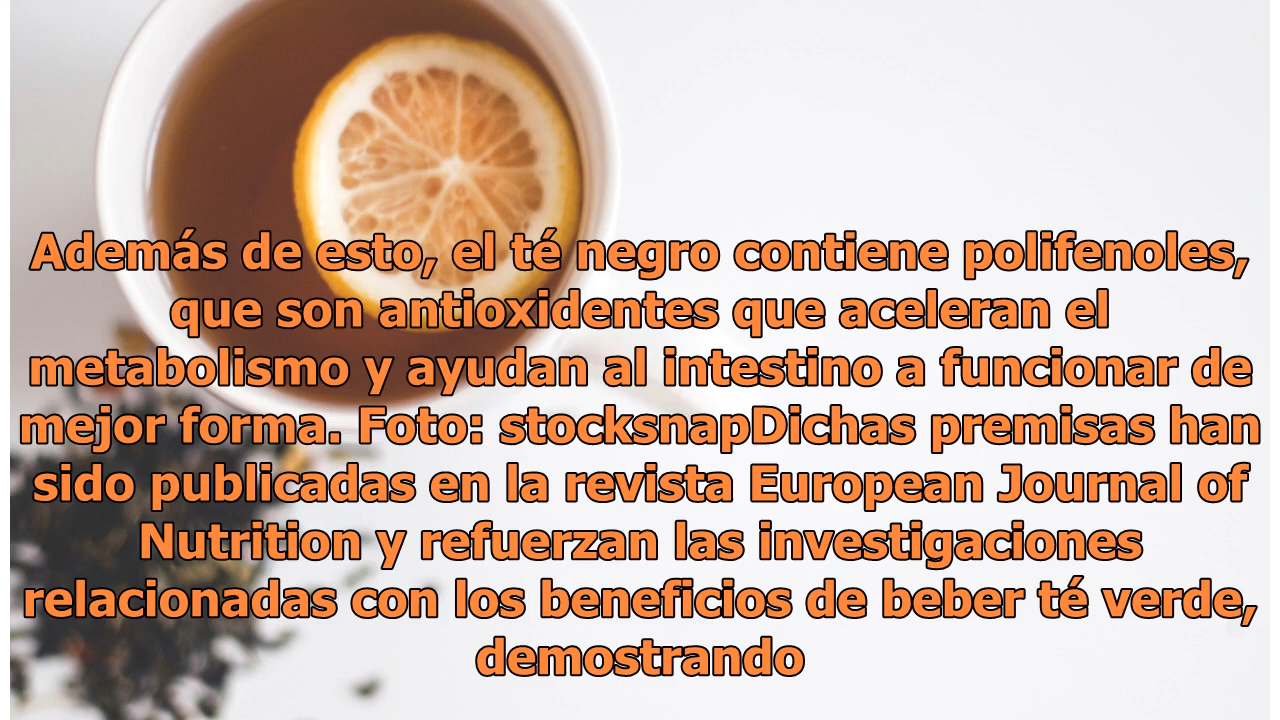 Además de esto, el té negro contiene polifenoles,
que son antioxidentes que aceleran el
metabolismo y ayudan al intestino a funcionar de
mejor forma. Foto: stocksnapDichas premisas han
sido publicadas en la revista European Journal of
Nutrition y refuerzan las investigaciones
relacionadas con los beneficios de beber té verde,
demostrando